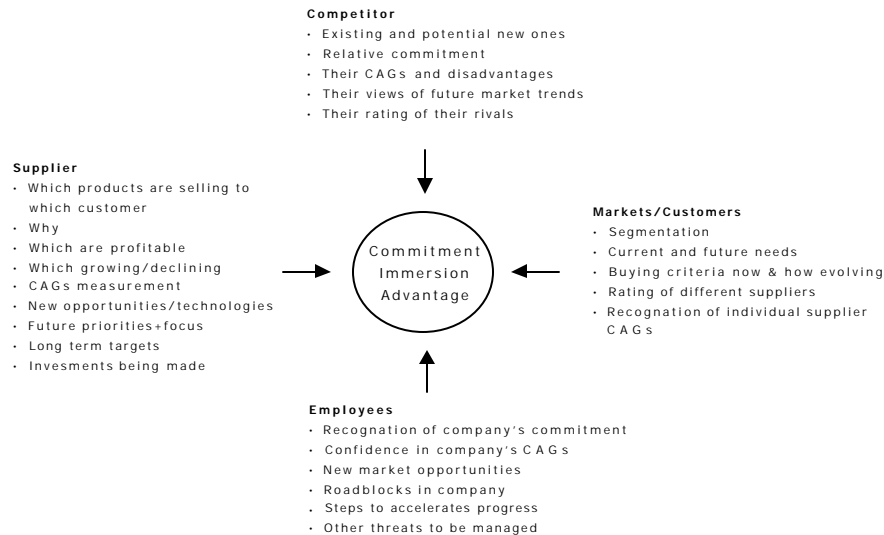 Competitor
• Existing and potential new ones
• Relative commitment
• Their CAGs and disadvantages
• Their views of future market trends
• Their rating of their rivals
Supplier
• Which products are selling to
which customer
• Why
• Which are profitable
• Which growing/declining
• CAGs measurement
• New opportunities/technologies
• Future priorities+focus
• Long term targets
• Invesments being made
Commitment
Immersion
Advantage
Markets/Customers
• Segmentation
• Current and future needs
• Buying criteria now & how evolving
• Rating of different suppliers
• Recognation of individual supplier
CAGs
Employees
• Recognation of company's commitment
• Confidence in company's CAGs
• New market opportunities
• Roadblocks in company
• Steps to accelerates progress
• Other threats to be managed